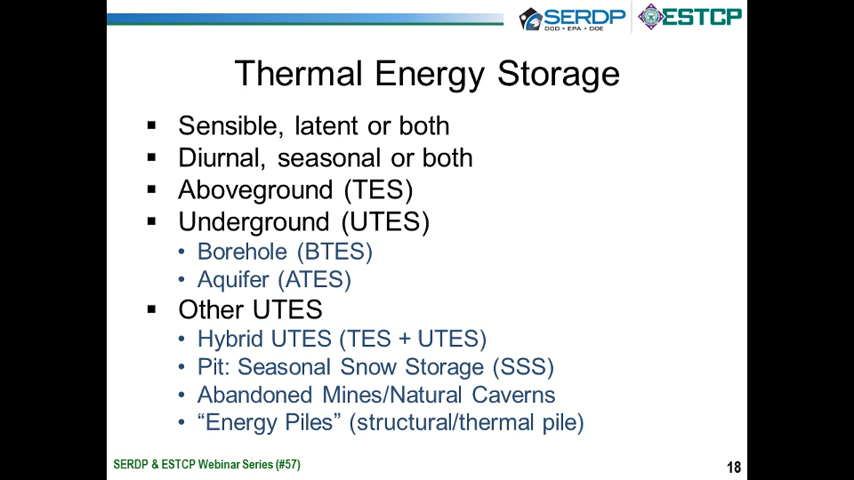 SERDP
DOD • EPA • DOE
ESTCP
Thermal Energy Storage
▪ Sensible, latent or both
▪ Diurnal, seasonal or both
▪ Aboveground (TES)
▪ Underground (UTES)
• Borehole (BTES)
• Aquifer (ATES)
▪ Other UTES
• Hybrid UTES (TES + UTES)
• Pit: Seasonal Snow Storage (SSS)
• Abandoned Mines/Natural Caverns
• “Energy Piles” (structural/thermal pile)
SERDP & ESTCP Webinar Series (#57)
18